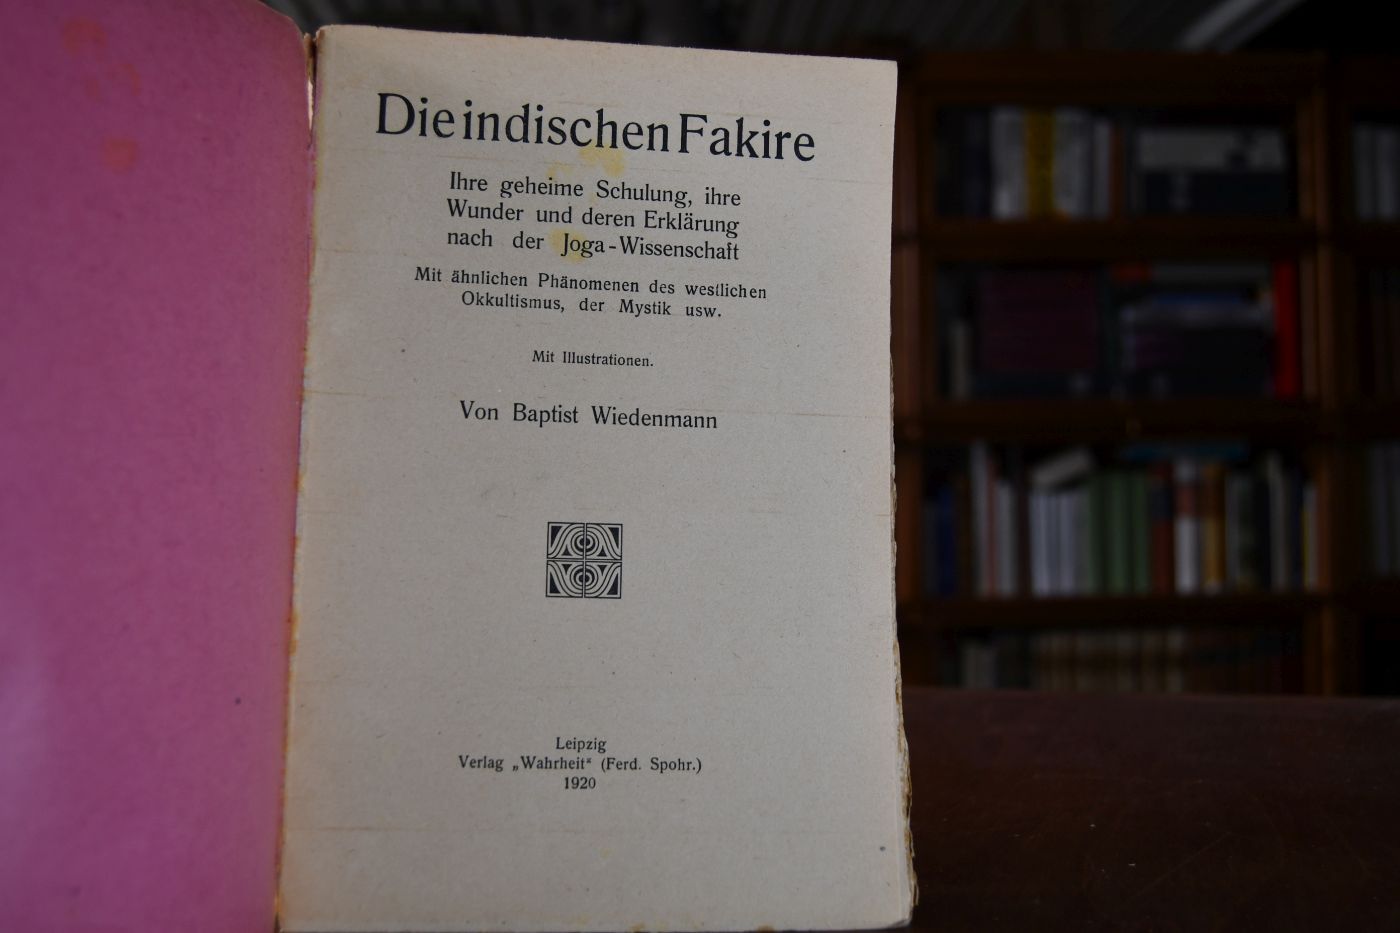 Die indischen Fakire
Ihre geheime Schulung, ihre
Wunder und deren Erklärung
nach der Joga-Wissenschaft
Mit ähnlichen Phänomenen des westlichen
Okkultismus, der Mystik usw.
Mit Illustrationen.
Von Baptist Wiedenmann
Leipzig
Verlag „Wahrheit“ (Ferd. Spohr.)
1920